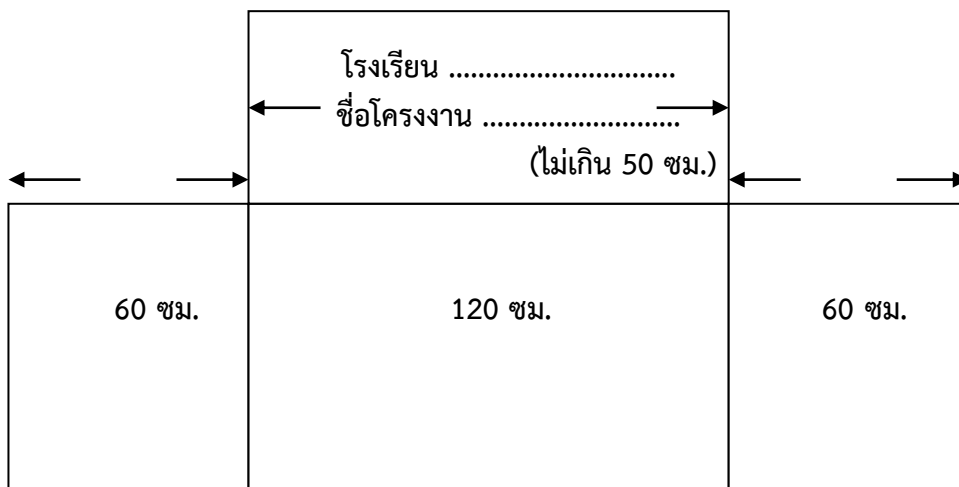 โรงเรียน ...............................
ชื่อโครงงาน ...........................
(ไม่เกิน 50 ซม.)
60 ซม. 120 ซม. 60 ซม.